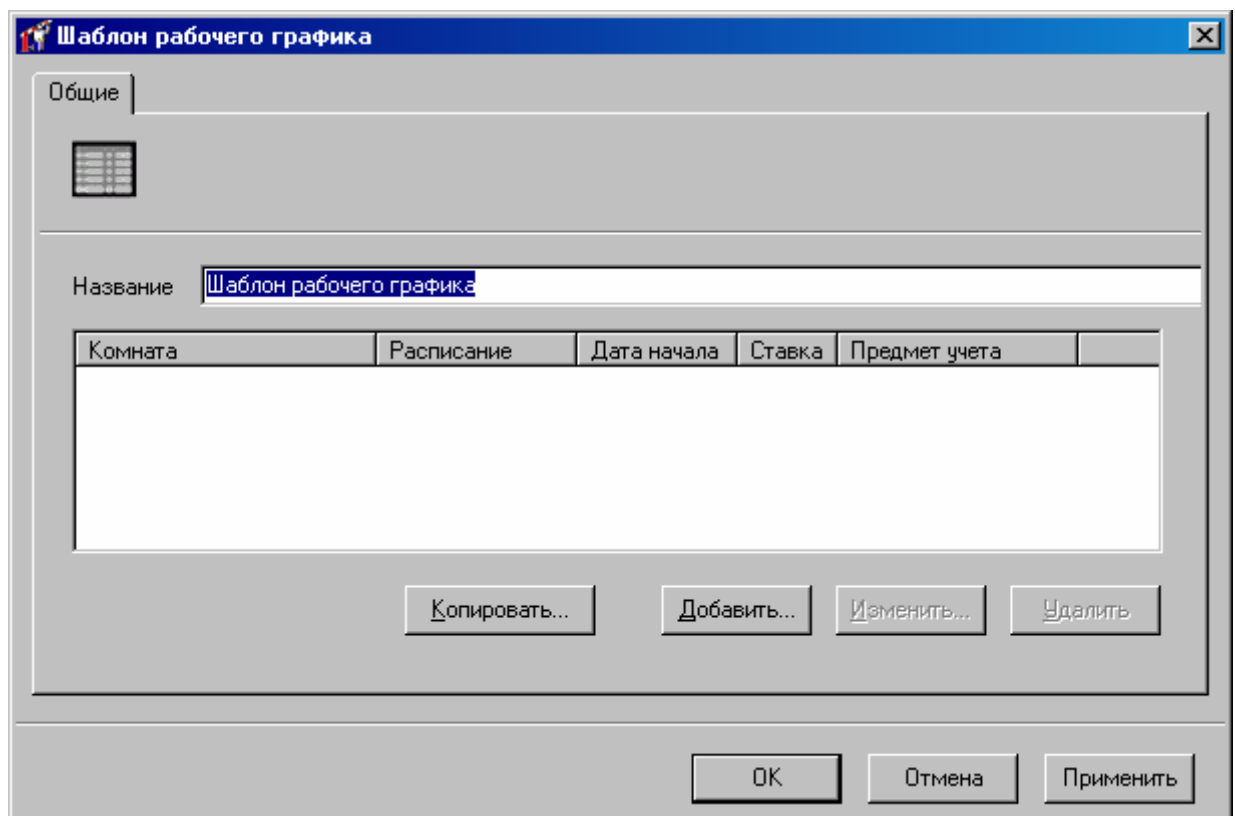 Шаблон рабочего графика
Общие
Название Шаблон рабочего графика
Комната Расписание Дата начала Ставка Предмет учета
Копировать... Добавить... Изменить... Удалить
ОК Отмена Применить